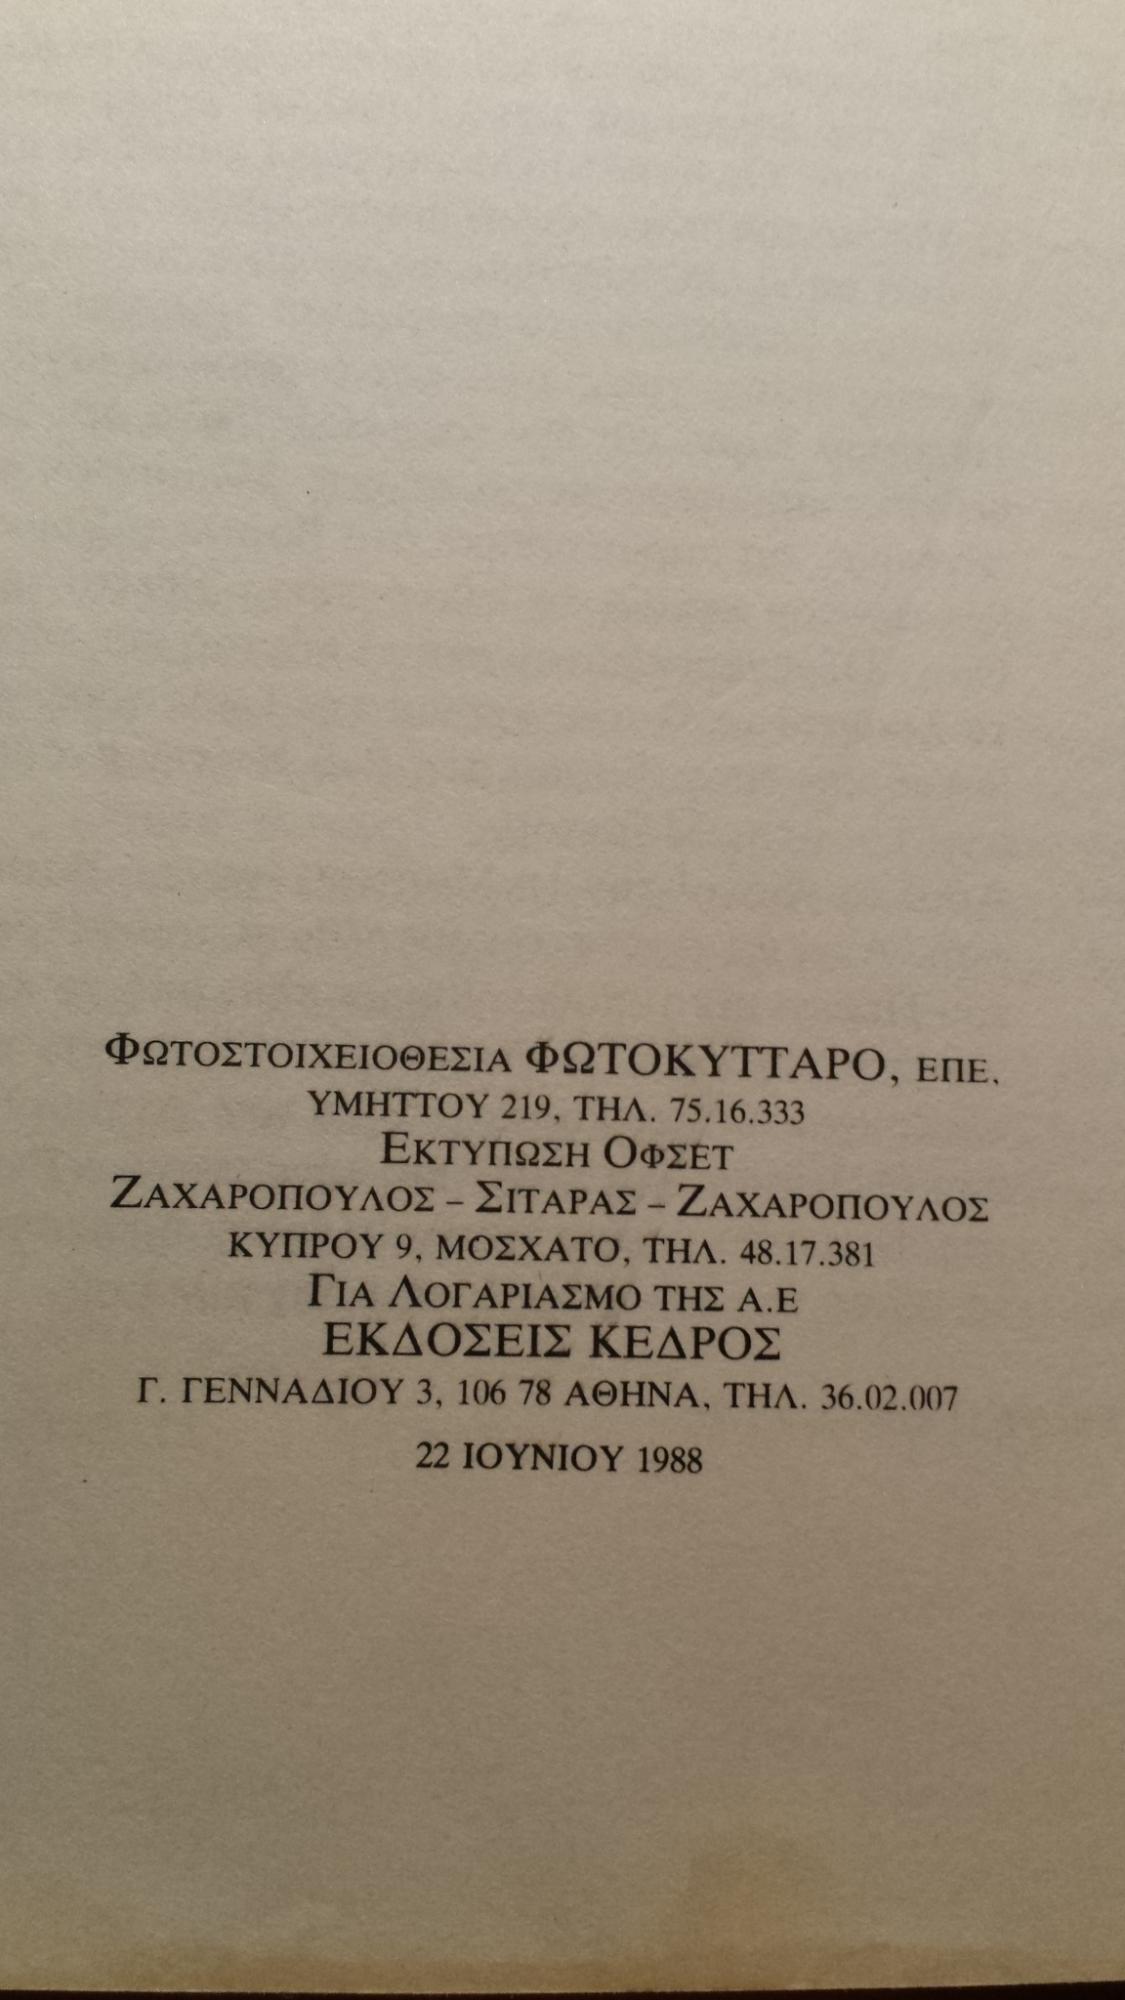 ΦΩΤΟΣΤΟΙΧΕΙΟΘΕΣΙΑ ΦΩΤΟΚΥΤΤΑΡΟ, ΕΠΕ.
ΥΜΗΤΤΟΥ 219, ΤΗΛ. 75.16.333
ΕΚΤΥΠΩΣΗ ΟΦΣΕΤ
ΖΑΧΑΡΟΠΟΥΛΟΣ – ΣΙΤΑΡΑΣ – ΖΑΧΑΡΟΠΟΥΛΟΣ
ΚΥΠΡΟΥ 9, ΜΟΣΧΑΤΟ, ΤΗΛ. 48.17.381
ΓΙΑ ΛΟΓΑΡΙΑΣΜΟ ΤΗΣ Α.Ε
ΕΚΔΟΣΕΙΣ ΚΕΔΡΟΣ
Γ. ΓΕΝΝΑΔΙΟΥ 3, 106 78 ΑΘΗΝΑ, ΤΗΛ. 36.02.007
22 ΙΟΥΝΙΟΥ 1988